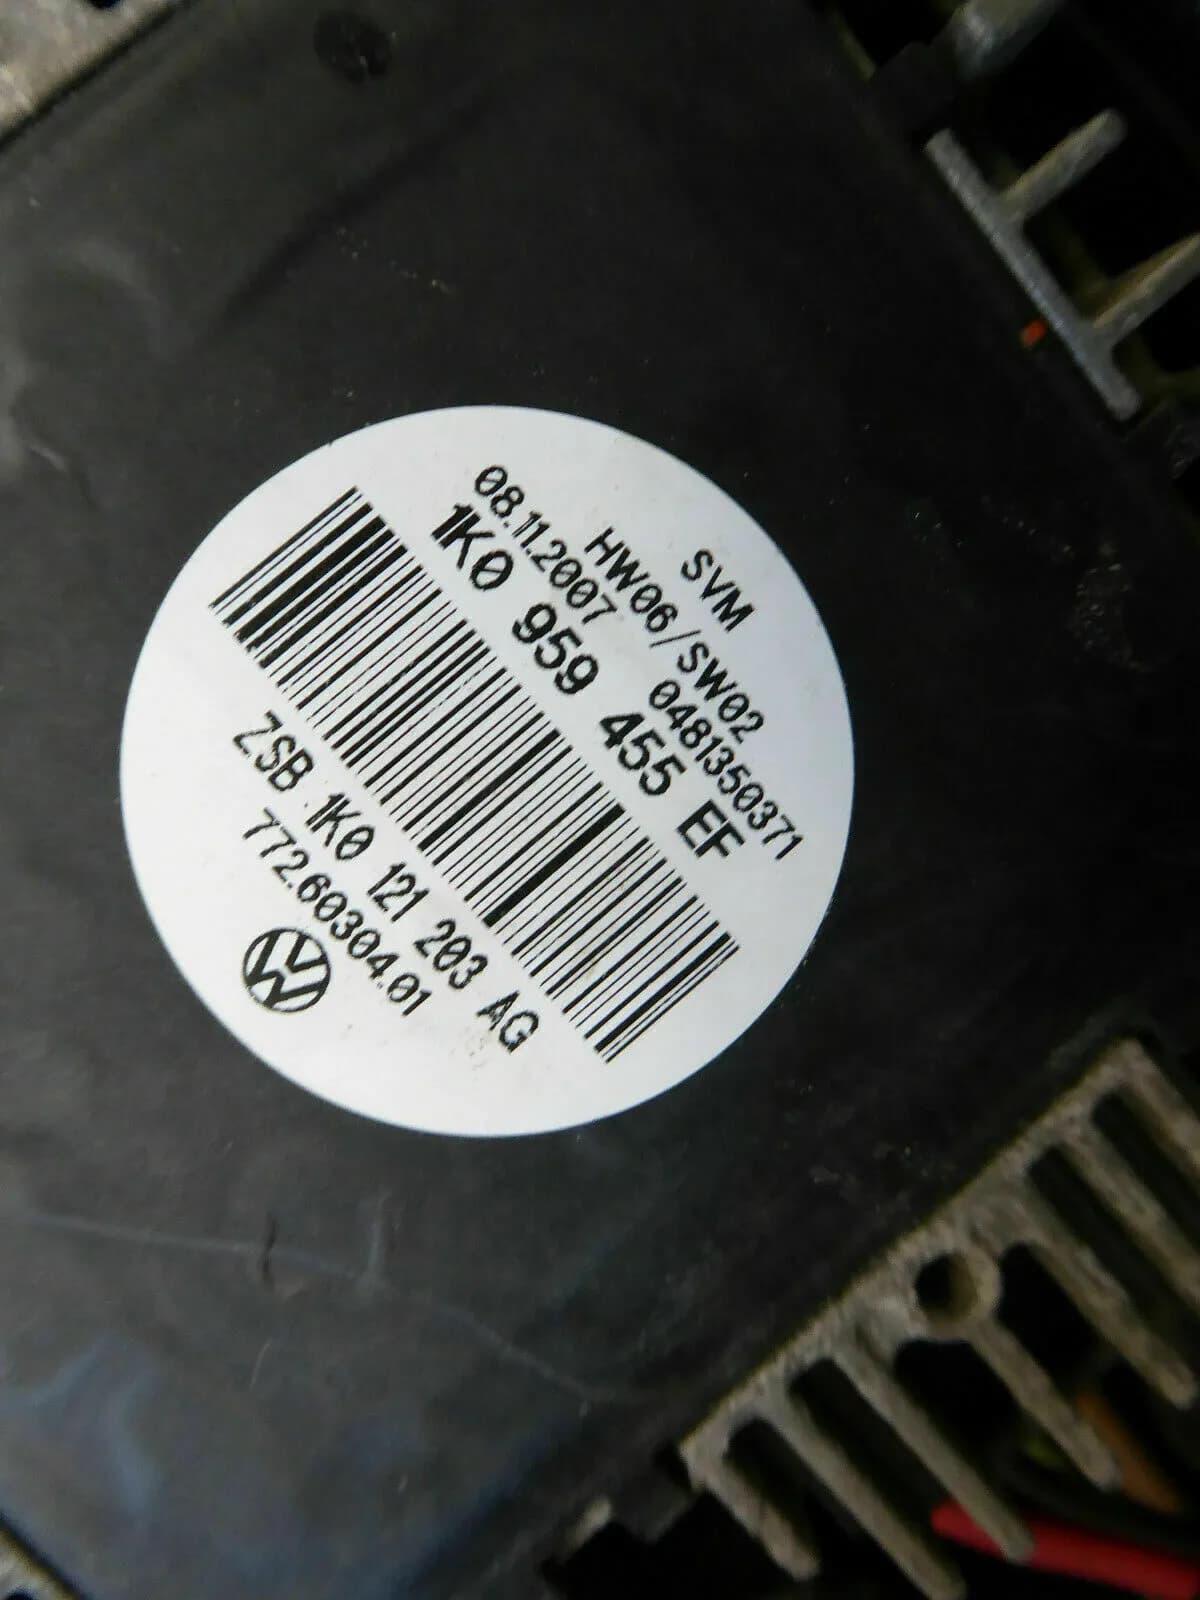 SVM
HW06/SW02
08.11.2007 0481350371
1K0 959 455 EF
ZSB 1K0 121 203 AG
772.60304.01
VW